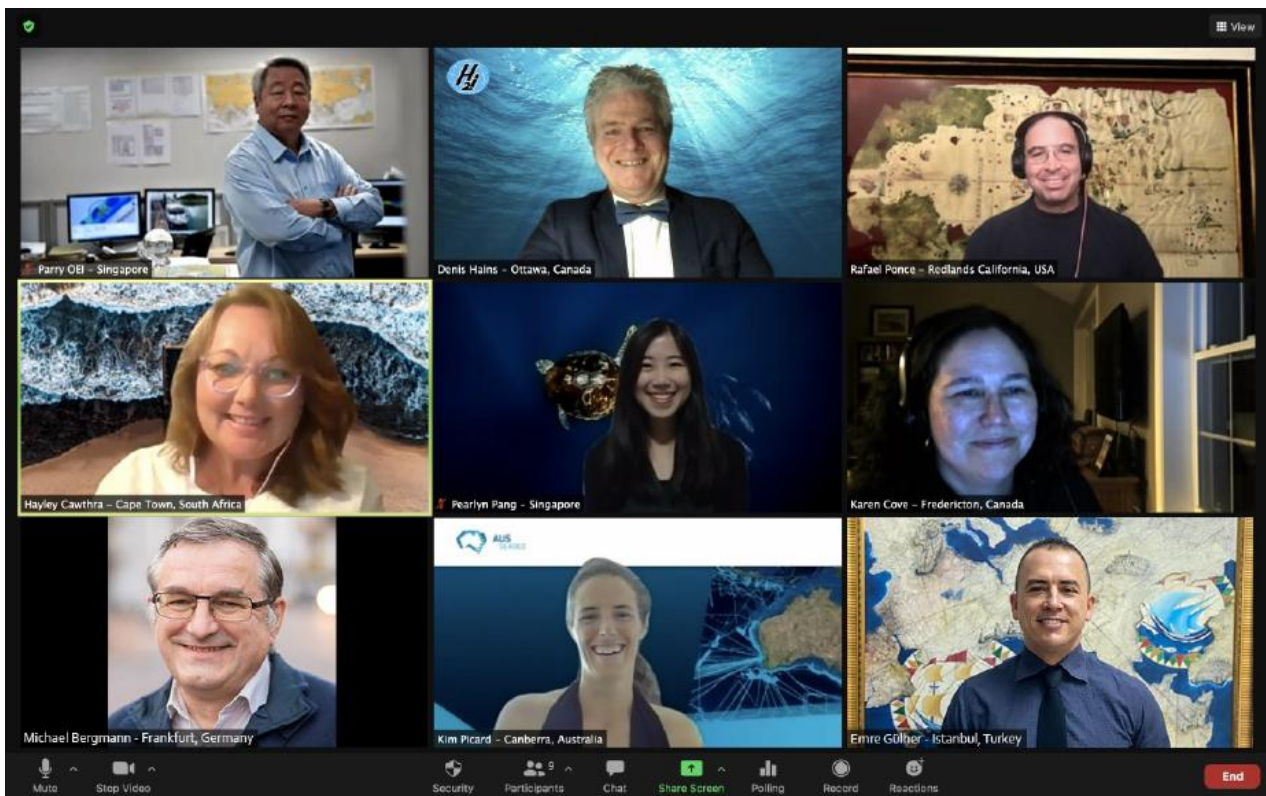 View
Parry OEI – Singapore
Denis Hains – Ottawa, Canada
Rafael Ponce – Redlands California, USA
Hayley Cawthra – Cape Town, South Africa
Pearlyn Pang – Singapore
Karen Cove – Fredericton, Canada
AUS
SEABED
Michael Bergmann - Frankfurt, Germany
Kim Picard – Canberra, Australia
Emre Gülher - Istanbul, Turkey
Mute
Stop Video
Security
Participants
9
Chat
Share Screen
Polling
Record
Reactions
End